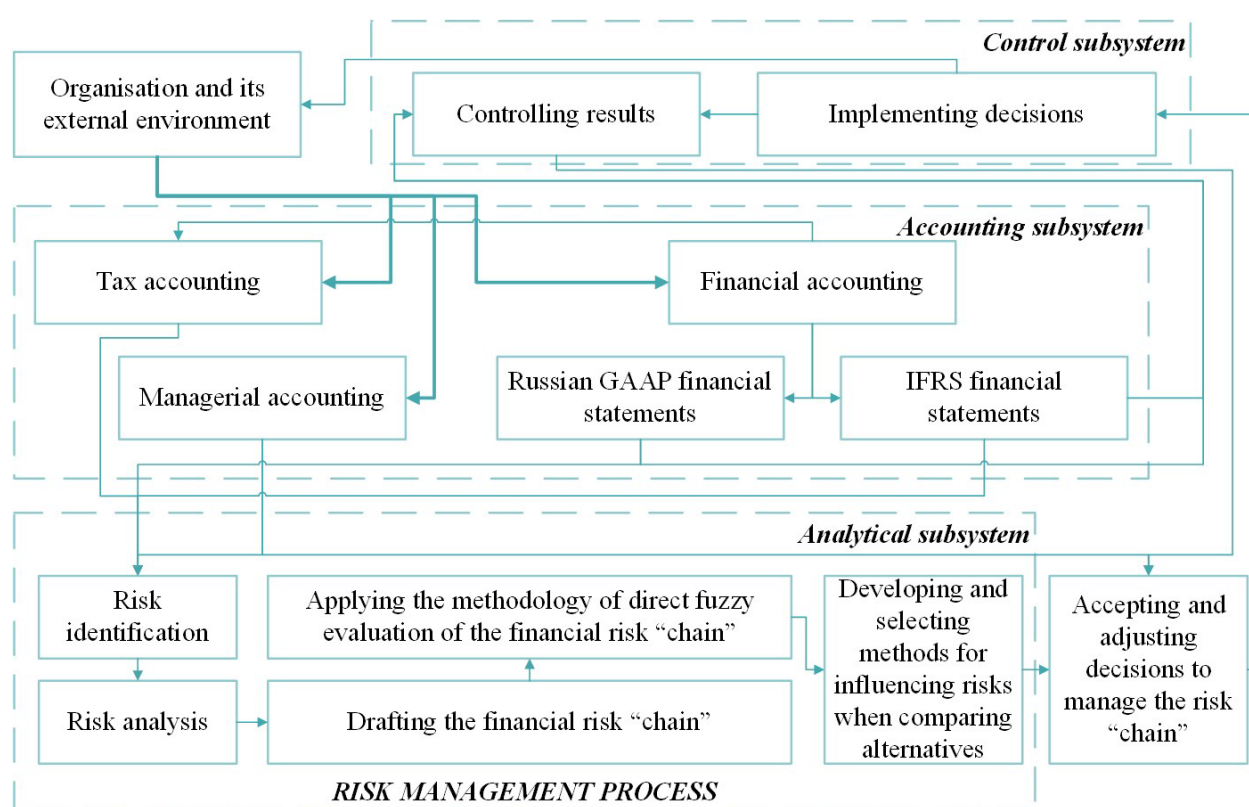 Control subsystem
Organisation and its
external environment
Controlling results
Implementing decisions
Accounting subsystem
Tax accounting
Financial accounting
Managerial accounting
Russian GAAP financial
statements
IFRS financial
statements
Analytical subsystem
Risk
identification
Applying the methodology of direct fuzzy
evaluation of the financial risk “chain”
Developing and
selecting
methods for
influencing risks
when comparing
alternatives
Accepting and
adjusting
decisions to
manage the risk
“chain”
Risk analysis
Drafting the financial risk “chain”
RISK MANAGEMENT PROCESS